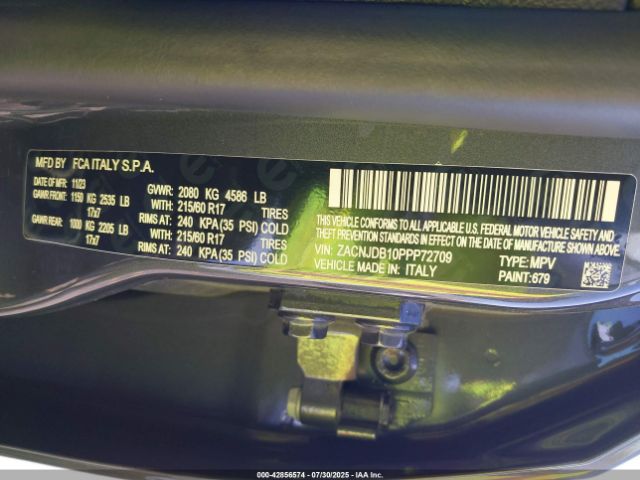 MFD BY FCA ITALY S.P.A.
DATE OF MFR 11/23 GVWR: 2080 KG 4586 LB
GAWR FRONT: 1150 KG 2535 LB WITH: 215/60 R17 TIRES
17x7 RIMS AT: 240 KPA(35 PSI) COLD
GAWR REAR: 1000 KG 2205 LB WITH: 215/60 R17 TIRES
17x7 RIMS AT: 240 KPA(35 PSI) COLD
THIS VEHICLE CONFORMS TO ALL APPLICABLE U.S. FEDERAL MOTOR VEHICLE SAFETY,
BUMPER, AND THEFT PREVENTION STANDARDS IN EFFECT ON THE DATE OF MANUFACTURE SHOWN ABOVE.
VIN: ZACNJDB10PPP72709 TYPE: MPV
VEHICLE MADE IN: ITALY PAINT: 679
000-42856574 / 07/30/2025 - IAA Inc.